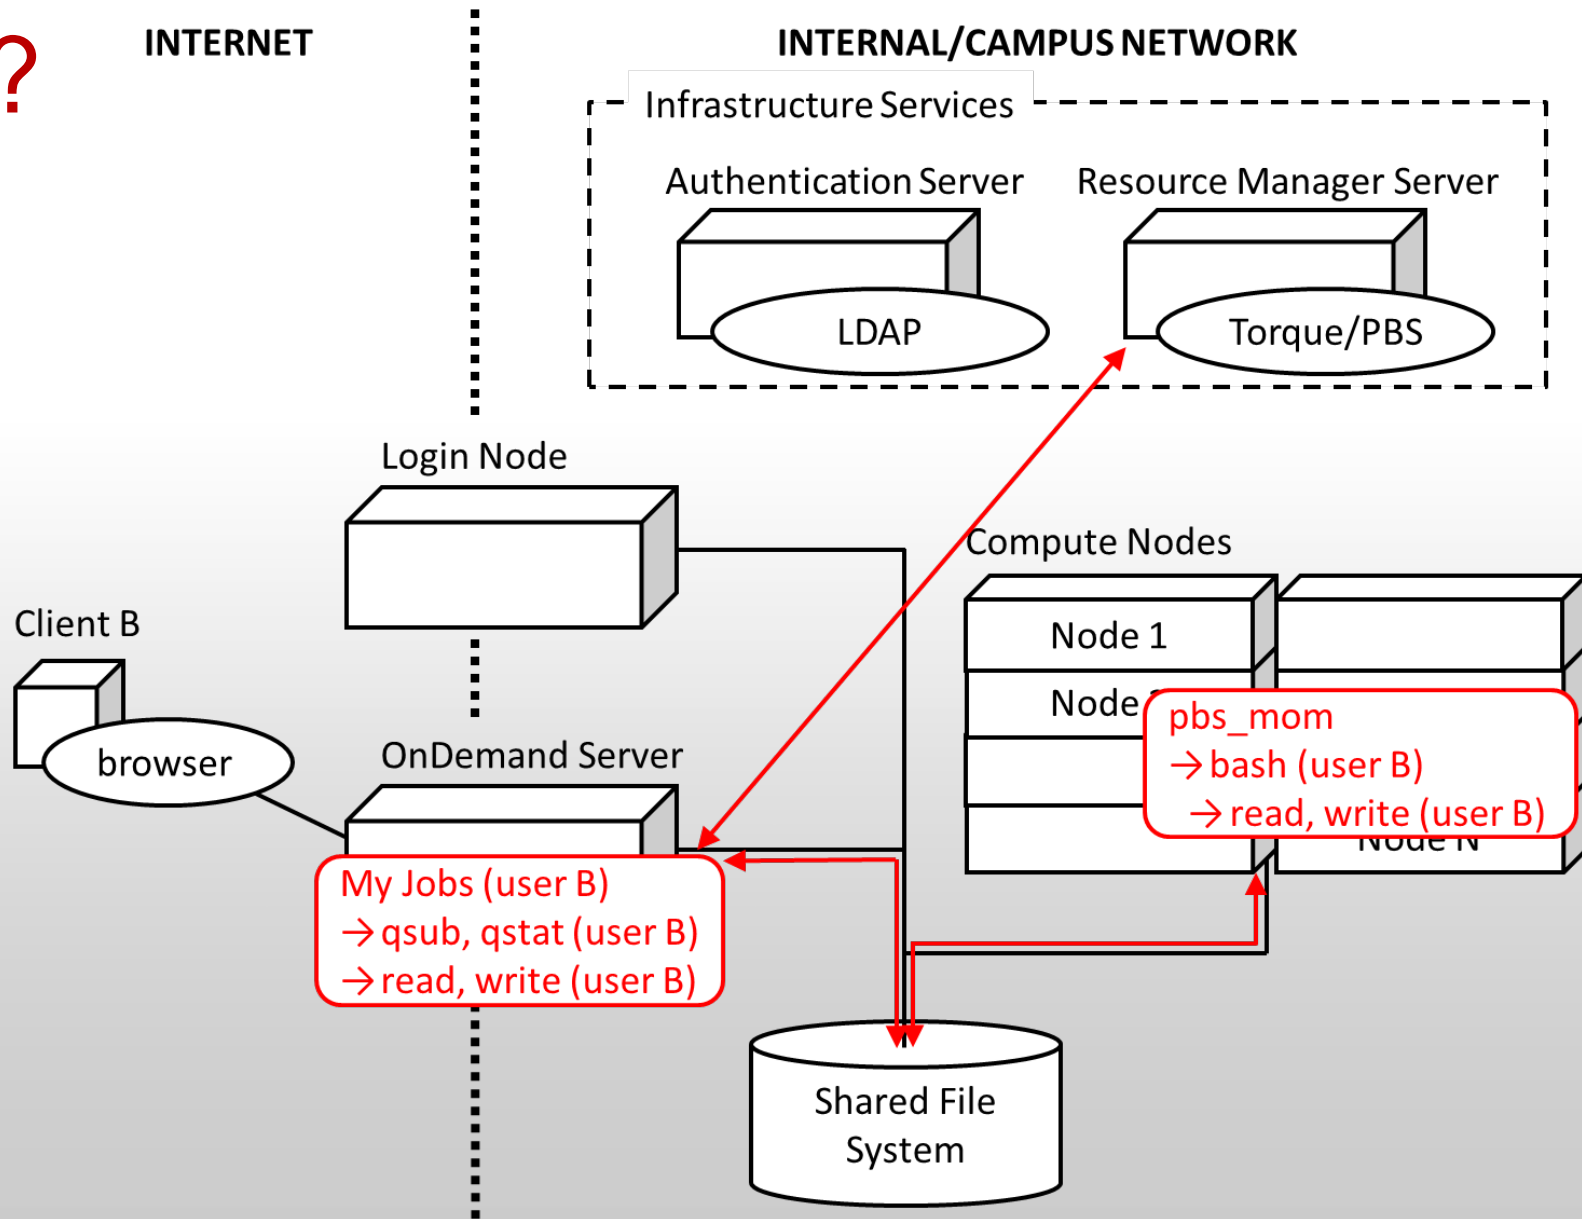 ?
INTERNET
INTERNAL/CAMPUS NETWORK
Infrastructure Services
Authentication Server
Resource Manager Server
LDAP
Torque/PBS
Login Node
Compute Nodes
Client B
Node 1
Node
pbs_mom
→ bash (user B)
→ read, write (user B)
Node N
browser
OnDemand Server
My Jobs (user B)
→ qsub, qstat (user B)
→ read, write (user B)
Shared File
System